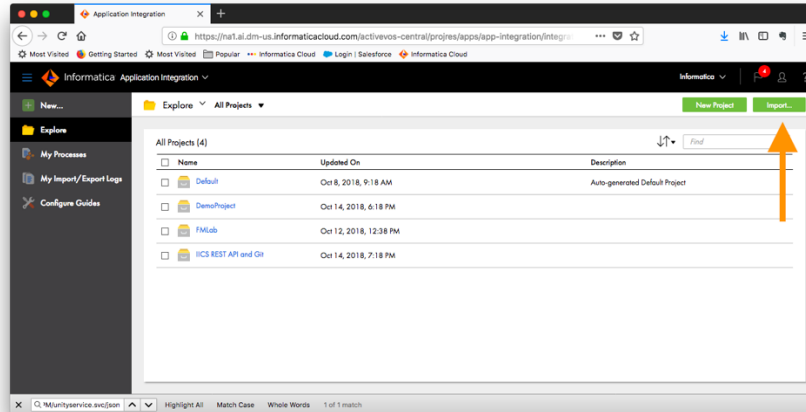 Application Integration
https://na1.ai.dm-us.informaticacloud.com/activevos-central/projres/apps/app-integration/integra
Most Visited Getting Started Most Visited Popular Informatica Cloud Login | Salesforce Informatica Cloud
Informatica Application Integration Informatica 4
New... Explore All Projects New Project Import...
Explore
My Processes
My Import/Export Logs
Configure Guides
All Projects (4) Find
Name Updated On Description
Default Oct 8, 2018, 9:18 AM Auto-generated Default Project
DemoProject Oct 14, 2018, 6:18 PM
FMLab Oct 12, 2018, 12:38 PM
IICS REST API and Git Oct 14, 2018, 7:18 PM
M/unityservice.svc/json Highlight All Match Case Whole Words 1 of 1 match